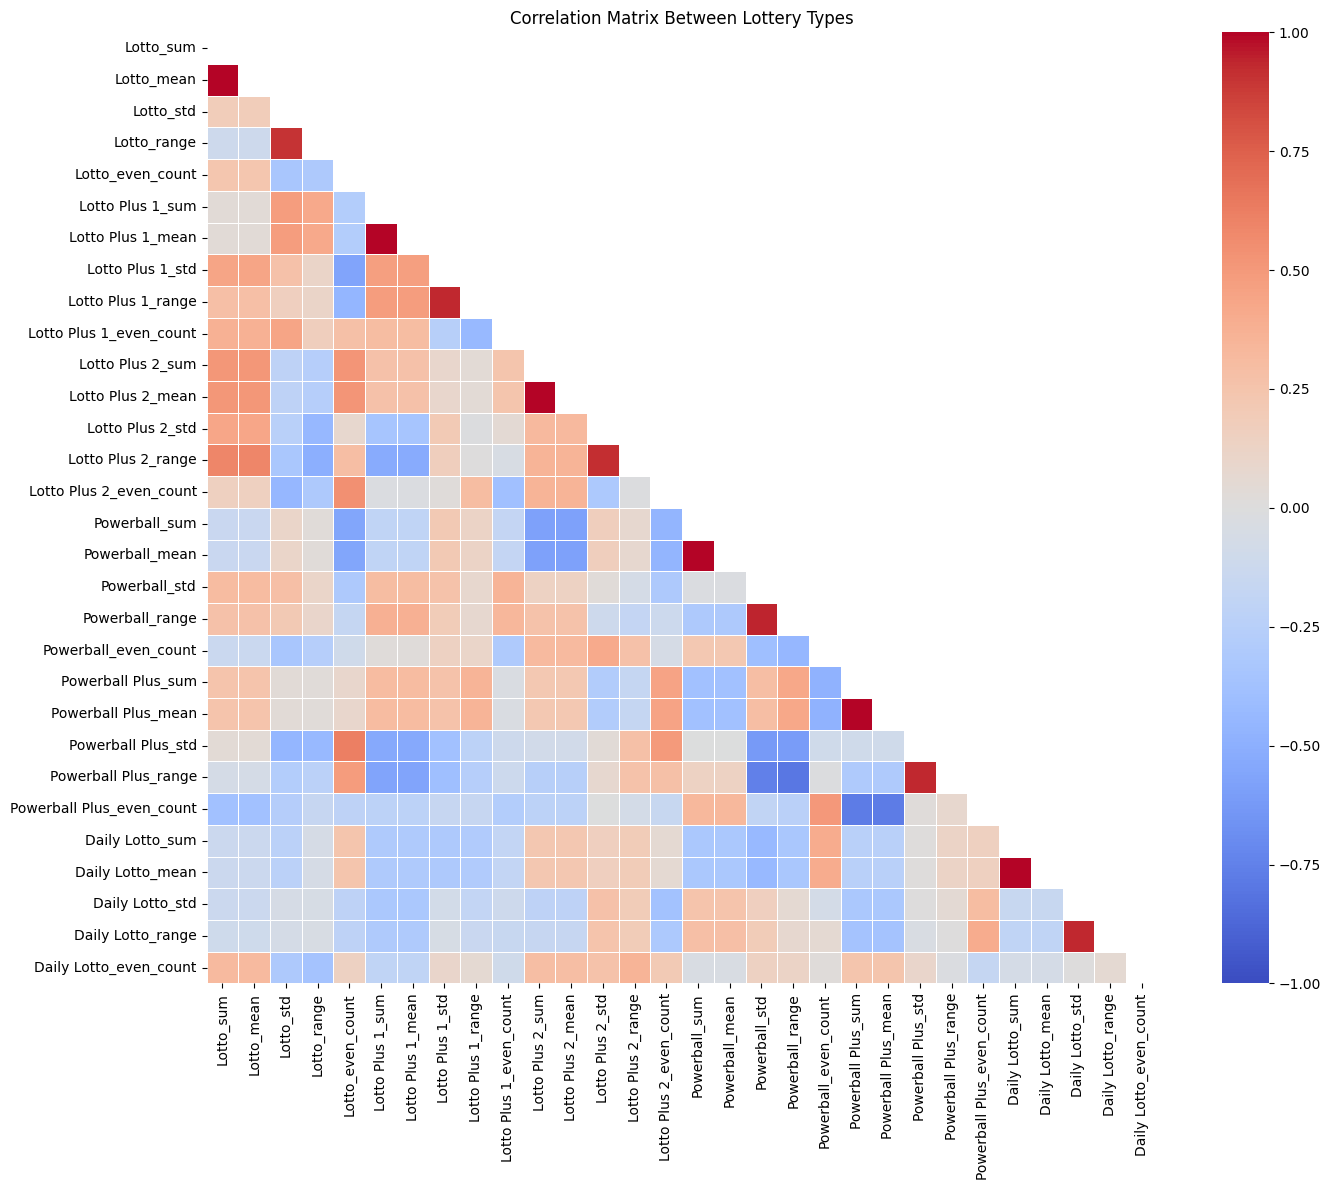 Correlation Matrix Between Lottery Types
Lotto_sum
Lotto_mean
Lotto_std
Lotto_range
Lotto_even_count
Lotto Plus 1_sum
Lotto Plus 1_mean
Lotto Plus 1_std
Lotto Plus 1_range
Lotto Plus 1_even_count
Lotto Plus 2_sum
Lotto Plus 2_mean
Lotto Plus 2_std
Lotto Plus 2_range
Lotto Plus 2_even_count
Powerball_sum
Powerball_mean
Powerball_std
Powerball_range
Powerball_even_count
Powerball Plus_sum
Powerball Plus_mean
Powerball Plus_std
Powerball Plus_range
Powerball Plus_even_count
Daily Lotto_sum
Daily Lotto_mean
Daily Lotto_std
Daily Lotto_range
Daily Lotto_even_count
Lotto_sum
Lotto_mean
Lotto_std
Lotto_range
Lotto_even_count
Lotto Plus 1_sum
Lotto Plus 1_mean
Lotto Plus 1_std
Lotto Plus 1_range
Lotto Plus 1_even_count
Lotto Plus 2_sum
Lotto Plus 2_mean
Lotto Plus 2_std
Lotto Plus 2_range
Lotto Plus 2_even_count
Powerball_sum
Powerball_mean
Powerball_std
Powerball_range
Powerball_even_count
Powerball Plus_sum
Powerball Plus_mean
Powerball Plus_std
Powerball Plus_range
Powerball Plus_even_count
Daily Lotto_sum
Daily Lotto_mean
Daily Lotto_std
Daily Lotto_range
Daily Lotto_even_count
1.00
0.75
0.50
0.25
0.00
−0.25
−0.50
−0.75
−1.00